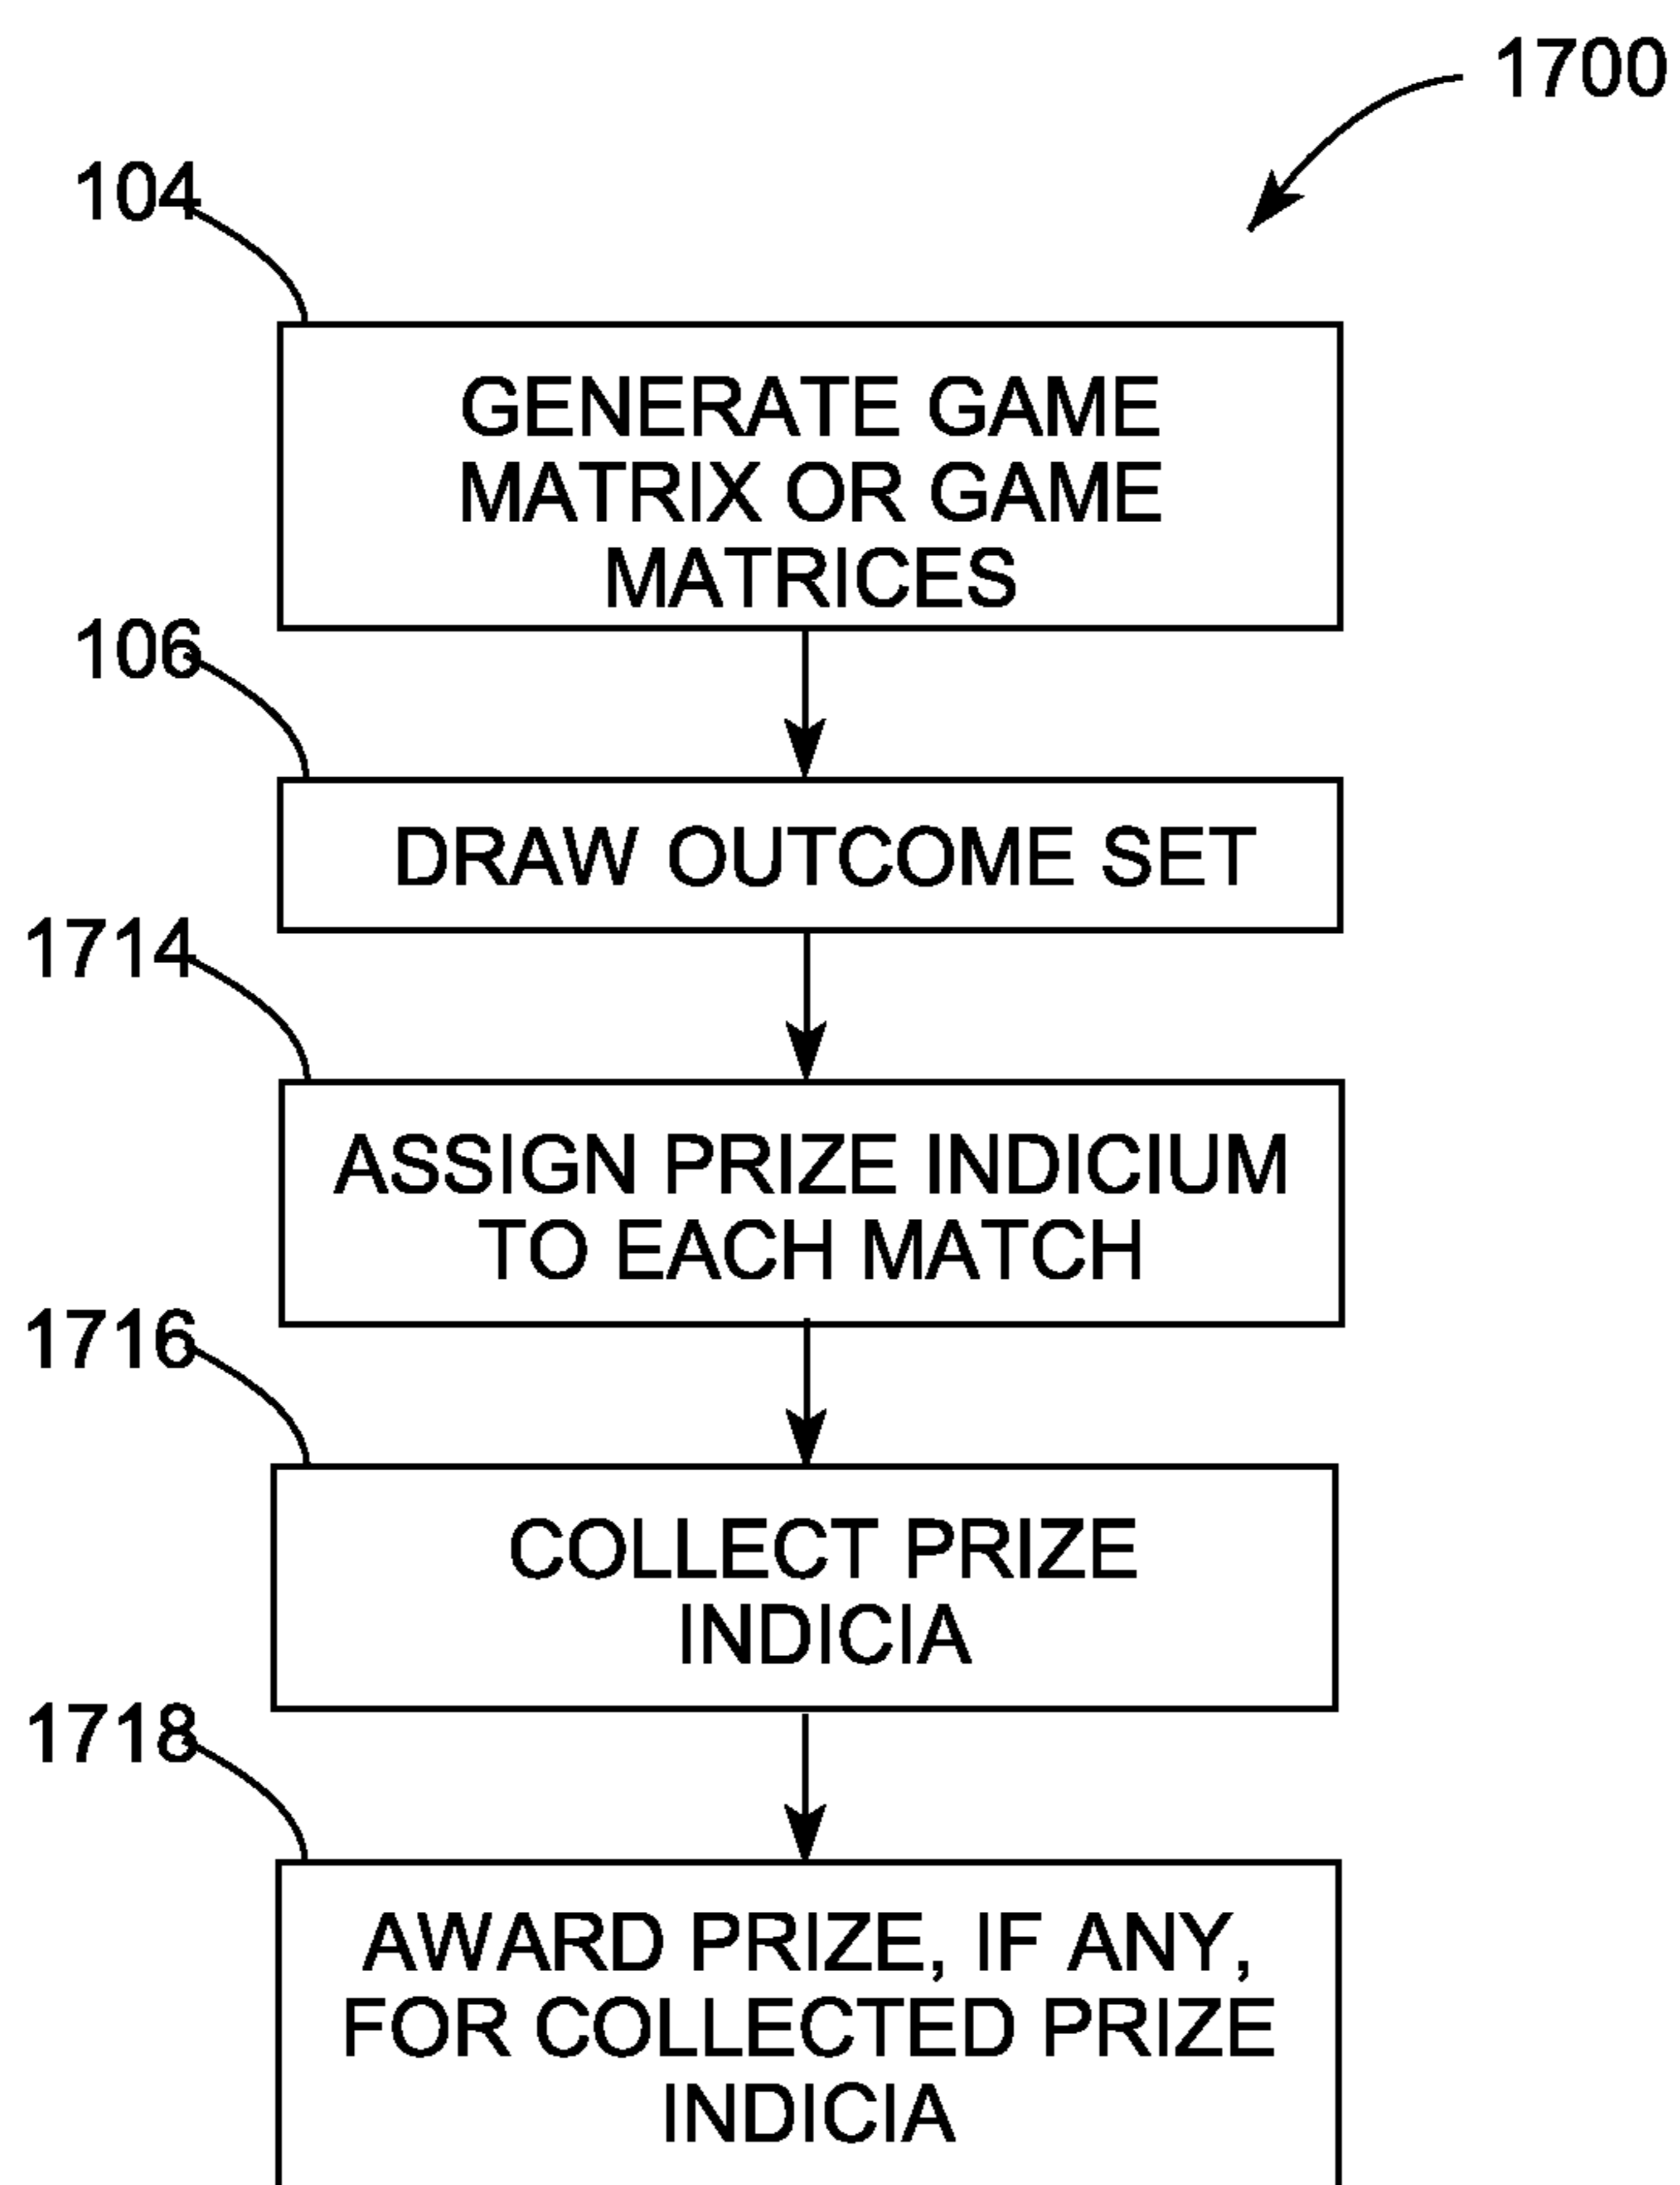 1700
104
GENERATE GAME
MATRIX OR GAME
MATRICES
106
DRAW OUTCOME SET
1714
ASSIGN PRIZE INDICIUM
TO EACH MATCH
1716
COLLECT PRIZE
INDICIA
1718
AWARD PRIZE, IF ANY,
FOR COLLECTED PRIZE
INDICIA